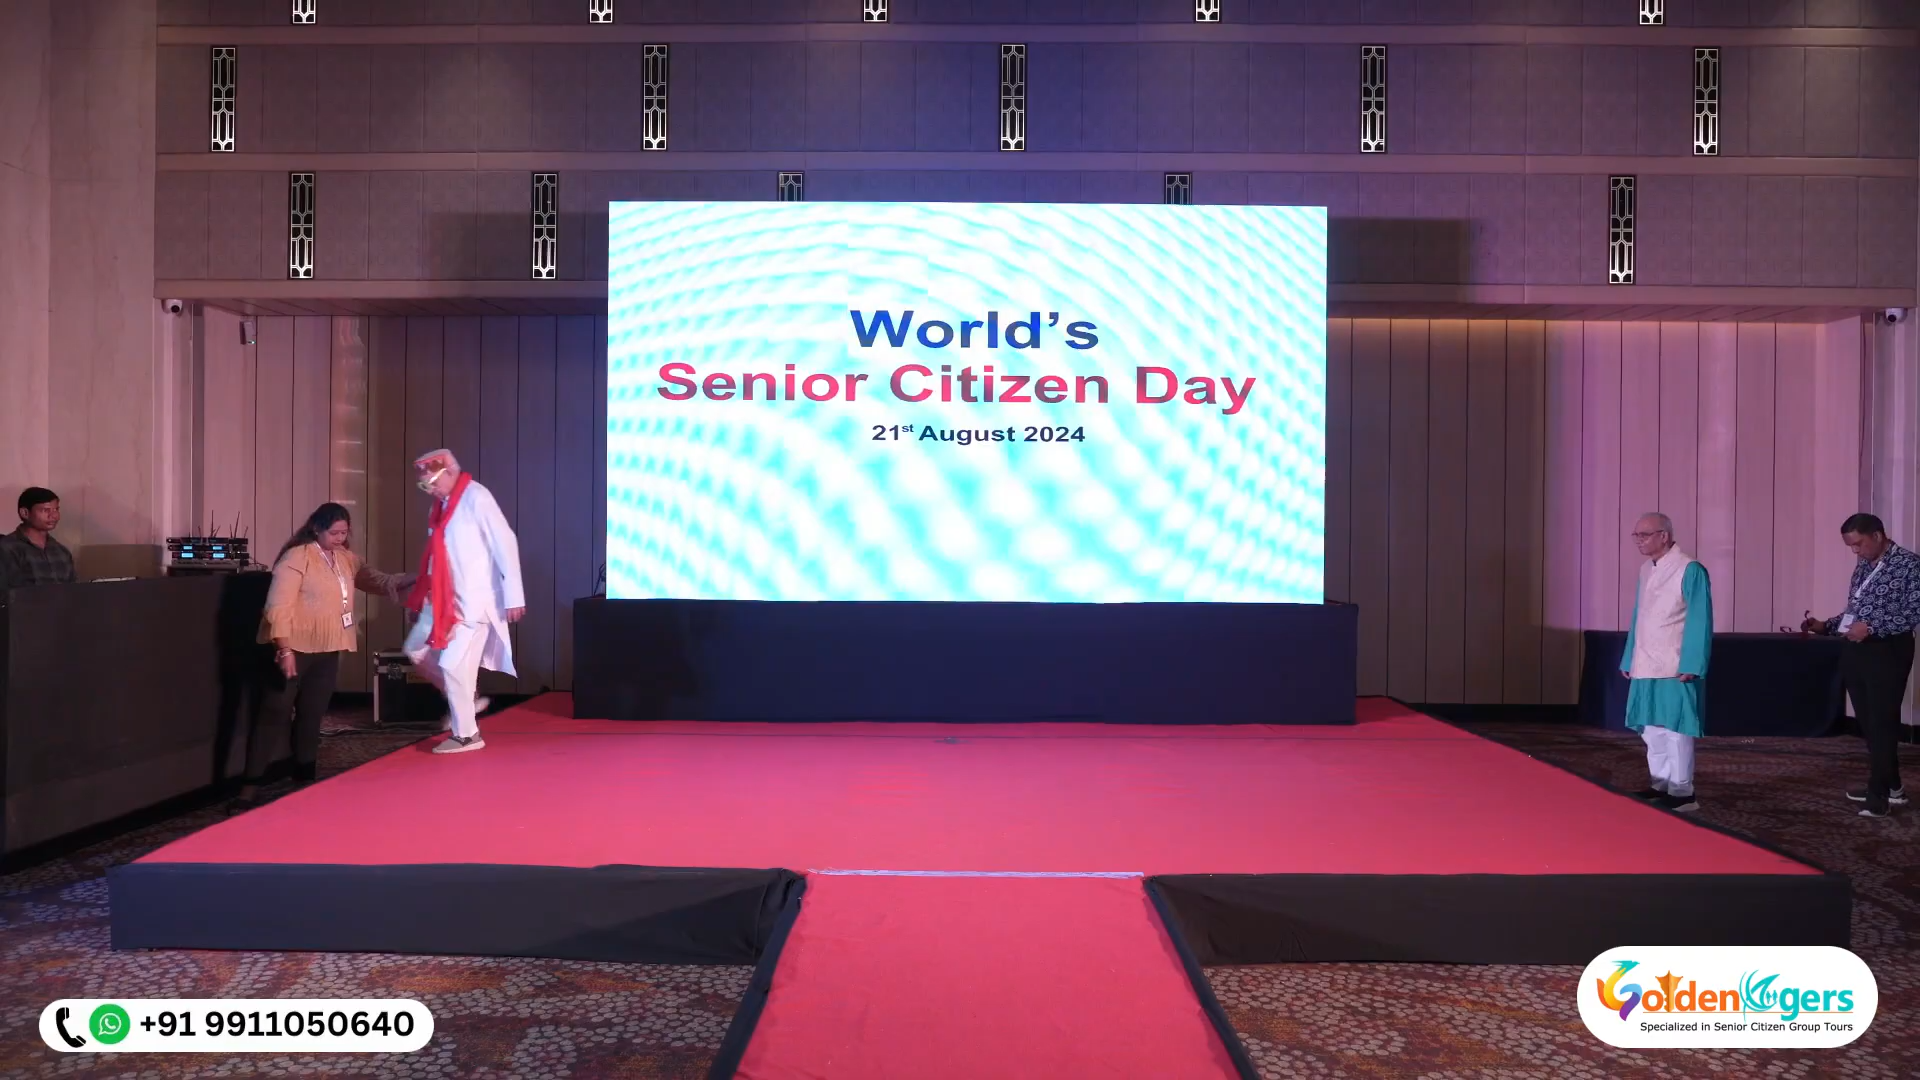 World's
Senior Citizen Day
21st August 2024
+91 9911050640
Golden Agers
Specialized in Senior Citizen Group Tours